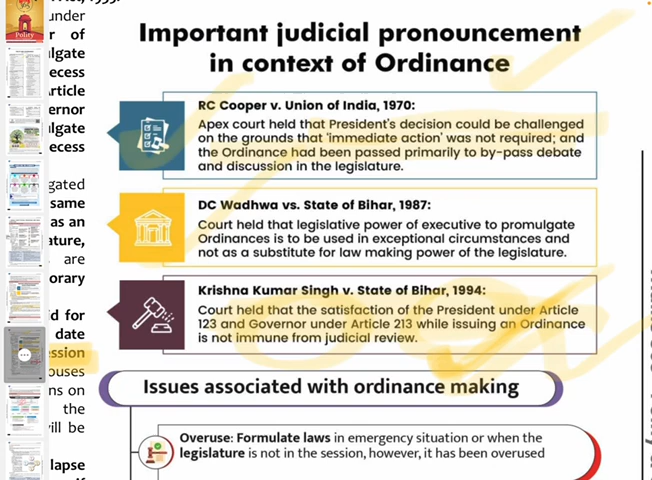 Polity
under
r of
ulgate
ecess
Article
ernor
ulgate
ecess
gated
same
as an
ature,
are
orary
d for
date
ession
ouses
ns on
the
ill be
lapse
Important judicial pronouncement
in context of Ordinance
RC Cooper v. Union of India, 1970:
Apex court held that President's decision could be challenged
on the grounds that 'immediate action' was not required; and
the Ordinance had been passed primarily to by-pass debate
and discussion in the legislature.
DC Wadhwa vs. State of Bihar, 1987:
Court held that legislative power of executive to promulgate
Ordinances is to be used in exceptional circumstances and
not as a substitute for law making power of the legislature.
Krishna Kumar Singh v. State of Bihar, 1994:
Court held that the satisfaction of the President under Article
123 and Governor under Article 213 while issuing an Ordinance
is not immune from judicial review.
Issues associated with ordinance making
Overuse: Formulate laws in emergency situation or when the
legislature is not in the session, however, it has been overused